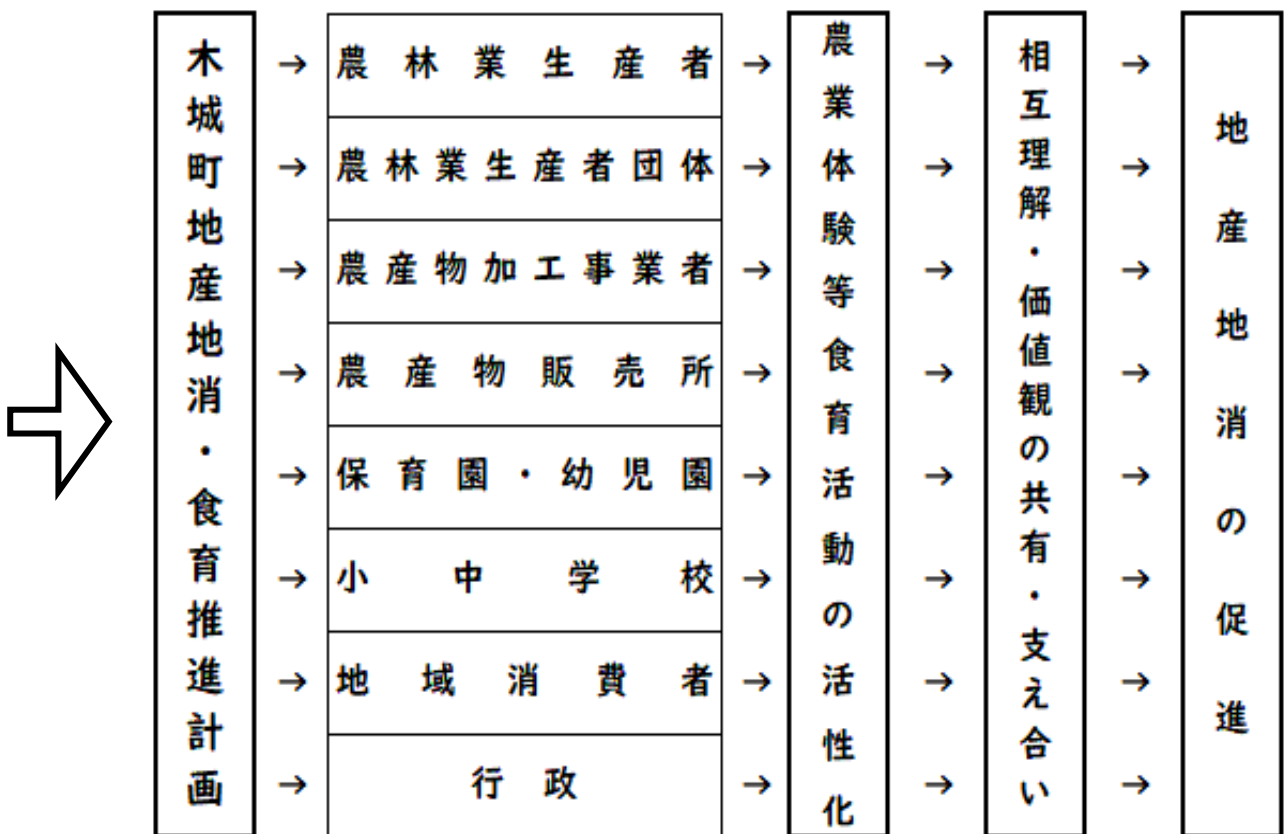 木城町地産地消・食育推進計画
→ 農林業生産者 → → →
→ 農林業生産者団体 → → →
→ 農産物加工事業者 → → →
→ 農産物販売所 → → →
→ 保育園・幼児園 → → →
→ 小中学校 → → →
→ 地域消費者 → → →
→ 行政 → → →
農業体験等食育活動の活性化
相互理解・価値観の共有・支え合い
地産地消の促進